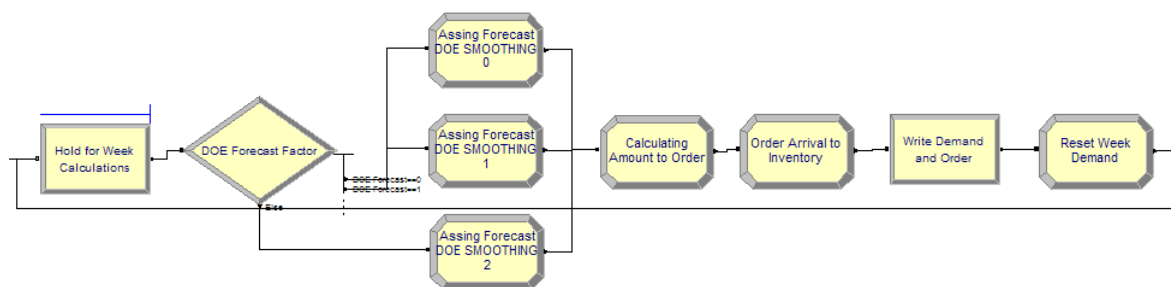 Assing Forecast
DOE SMOOTHING
0
Hold for Week
Calculations
DOE Forecast Factor
DOE Forecast==0
DOE Forecast==1
Else
Assing Forecast
DOE SMOOTHING
1
Calculating
Amount to Order
Order Arrival to
Inventory
Write Demand
and Order
Reset Week
Demand
Assing Forecast
DOE SMOOTHING
2